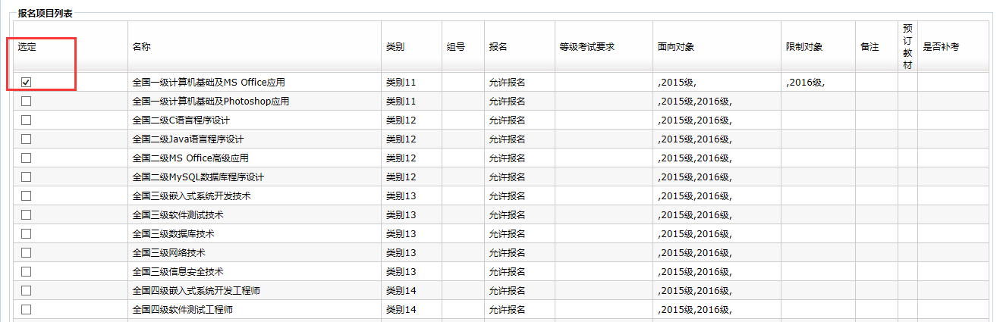 报名项目列表
选定 名称 类别 组号 报名 等级考试要求 面向对象 限制对象 备注 预订教材 是否补考
全国一级计算机基础及MS Office应用 类别11 允许报名 ,2015级, ,2016级,
全国一级计算机基础及Photoshop应用 类别11 允许报名 ,2015级,2016级,
全国二级C语言程序设计 类别12 允许报名 ,2015级,2016级,
全国二级Java语言程序设计 类别12 允许报名 ,2015级,2016级,
全国二级MS Office高级应用 类别12 允许报名 ,2015级,2016级,
全国二级MySQL数据库程序设计 类别12 允许报名 ,2015级,2016级,
全国三级嵌入式系统开发技术 类别13 允许报名 ,2015级,2016级,
全国三级软件测试技术 类别13 允许报名 ,2015级,2016级,
全国三级数据库技术 类别13 允许报名 ,2015级,2016级,
全国三级网络技术 类别13 允许报名 ,2015级,2016级,
全国三级信息安全技术 类别13 允许报名 ,2015级,2016级,
全国四级嵌入式系统开发工程师 类别14 允许报名 ,2015级,2016级,
全国四级软件测试工程师 类别14 允许报名 ,2015级,2016级,